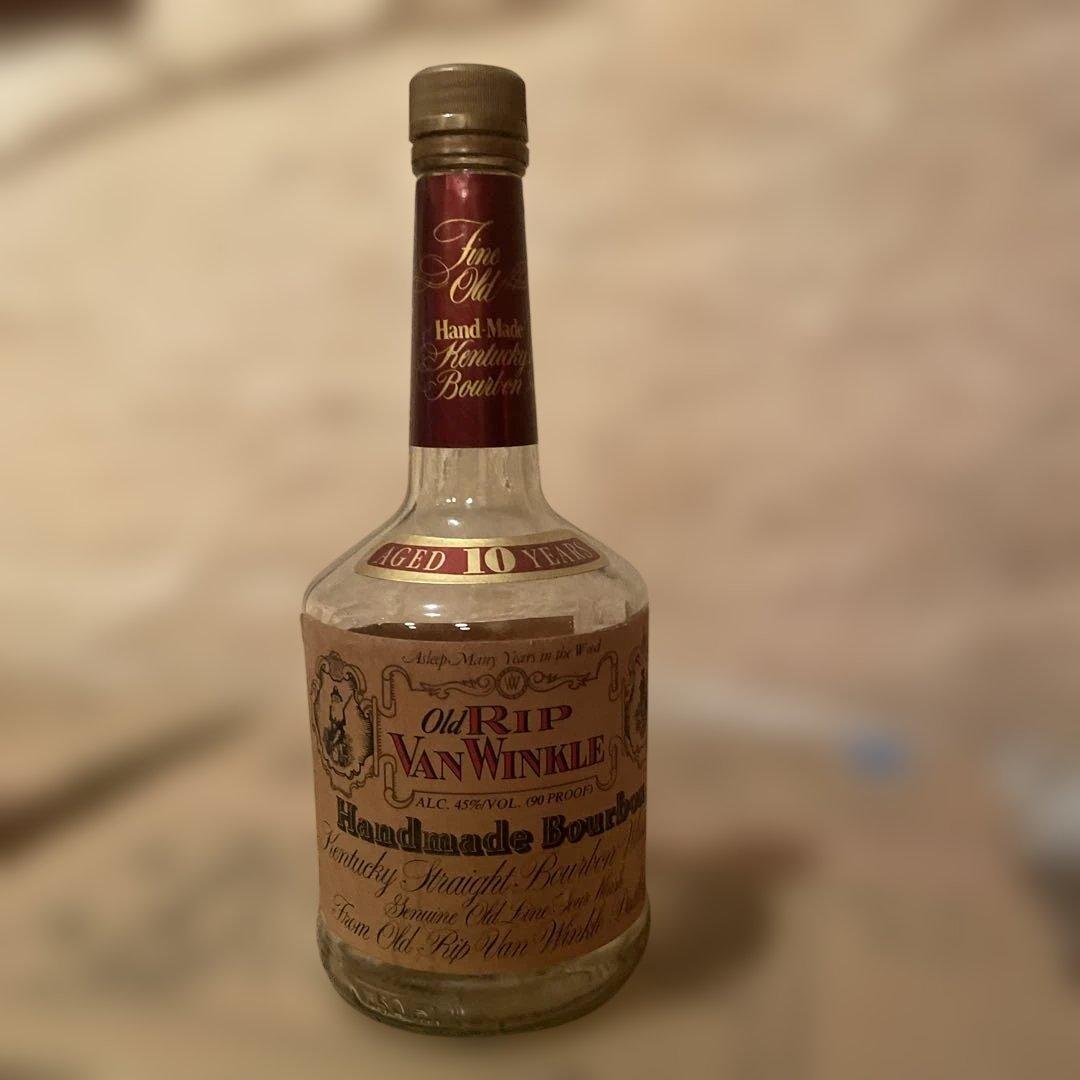 Fine
Old
Hand-Made
Kentucky
Bourbon
AGED 10 YEARS
Asleep Many Years in the Wood
W
Old RIP
VAN WINKLE
ALC. 45%/VOL. (90 PROOF)
Handmade Bourbon
Kentucky Straight Bourbon
Genuine Old Line Sour Mash
From Old Rip Van Winkle